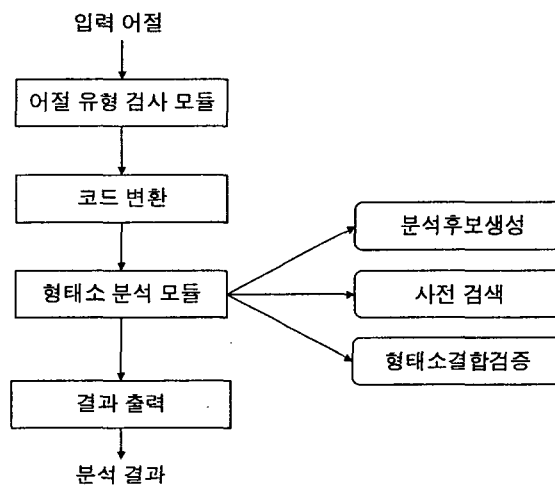 입력 어절
어절 유형 검사 모듈
코드 변환
분석후보생성
형태소 분석 모듈
사전 검색
형태소결합검증
결과 출력
분석 결과